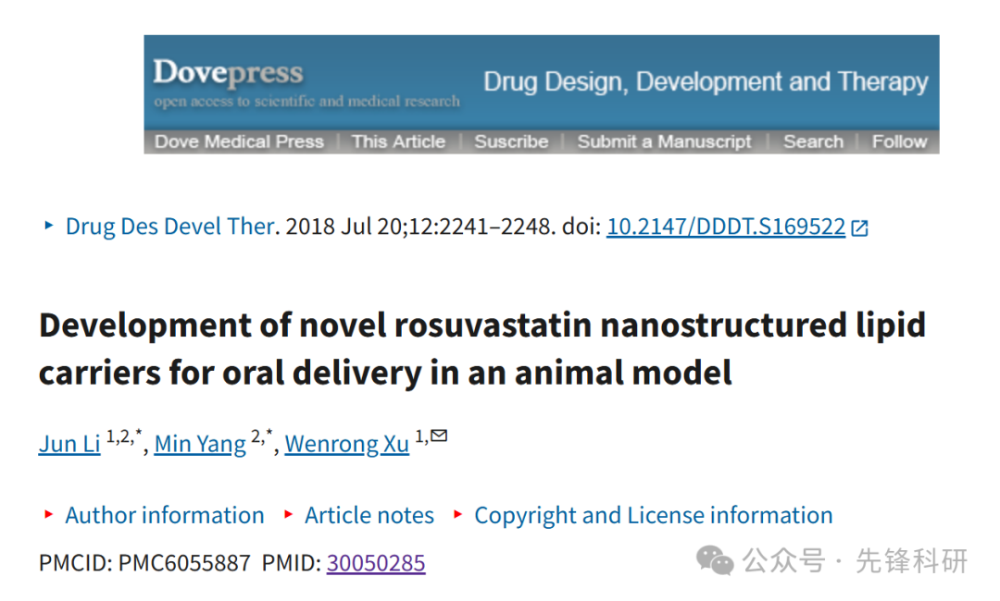 Dovepress
open access to scientific and medical research
Drug Design, Development and Therapy
Dove Medical Press | This Article | Suscribe | Submit a Manuscript | Search | Follow
Drug Des Devel Ther. 2018 Jul 20;12:2241–2248. doi: 10.2147/DDDT.S169522
Development of novel rosuvastatin nanostructured lipid
carriers for oral delivery in an animal model
Jun Li 1,2,*, Min Yang 2,*, Wenrong Xu 1,✉
Author information Article notes Copyright and License information
PMCID: PMC6055887 PMID: 30050285
公众号 · 先锋科研